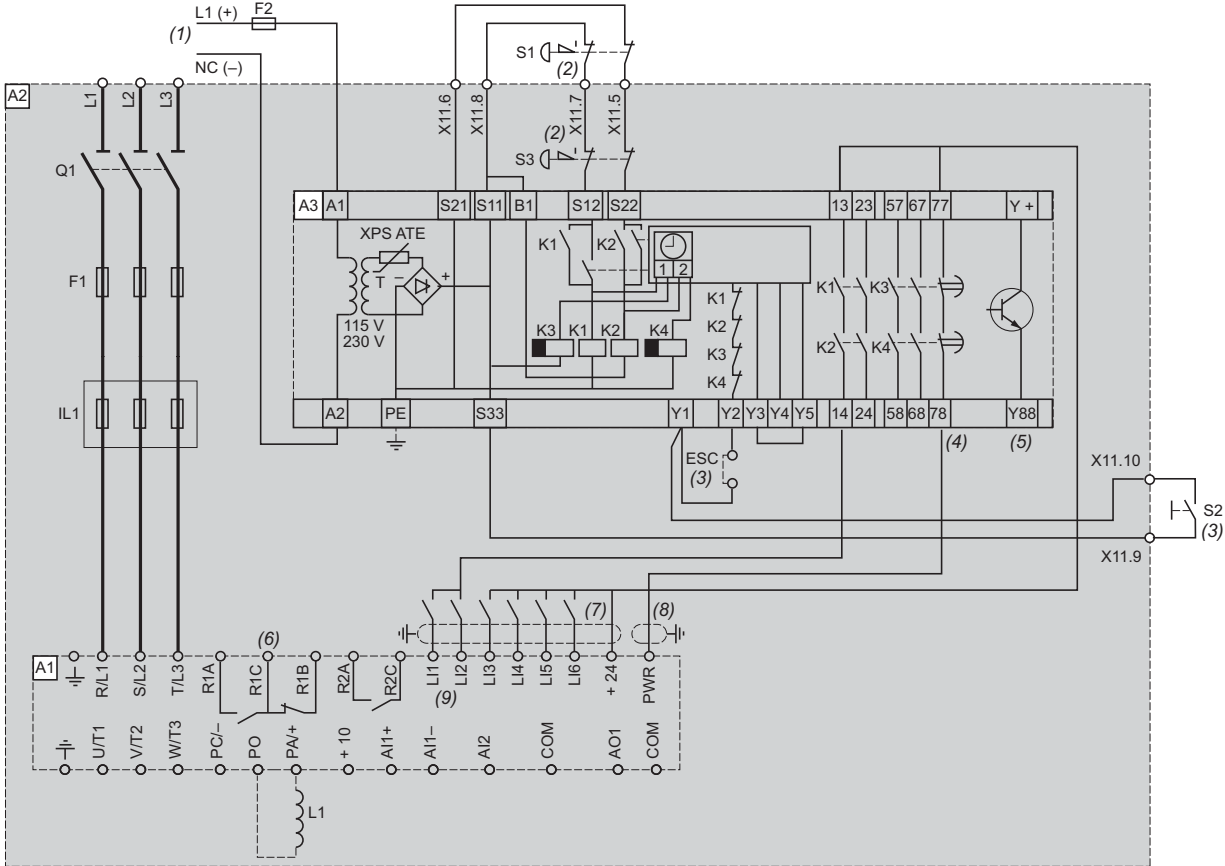 L1 (+) F2
(1)
NC (–)
S1
(2)
A2
L1 L2 L3
X11.6 X11.8 X11.7 X11.5
(2)
S3
Q1
A3 A1 S21 S11 B1 S12 S22 13 23 57 67 77 Y +
XPS ATE
K1 K2
1 2
T – +
F1
K1 K1 K3
115 V
230 V
K3 K1 K2 K4
K2 K2 K4
K3
K4
IL1
A2 PE S33 Y1 Y2 Y3 Y4 Y5 14 24 58 68 78 Y88
(4) (5)
ESC
(3)
X11.10
S2
(3)
X11.9
(6) (7) (8)
A1
R/L1 S/L2 T/L3 R1A R1C R1B R2A R2C LI1 LI2 LI3 LI4 LI5 LI6 + 24 PWR
(9)
U/T1 V/T2 W/T3 PC/– PO PA/+ + 10 AI1+ AI1– AI2 COM AO1 COM
L1